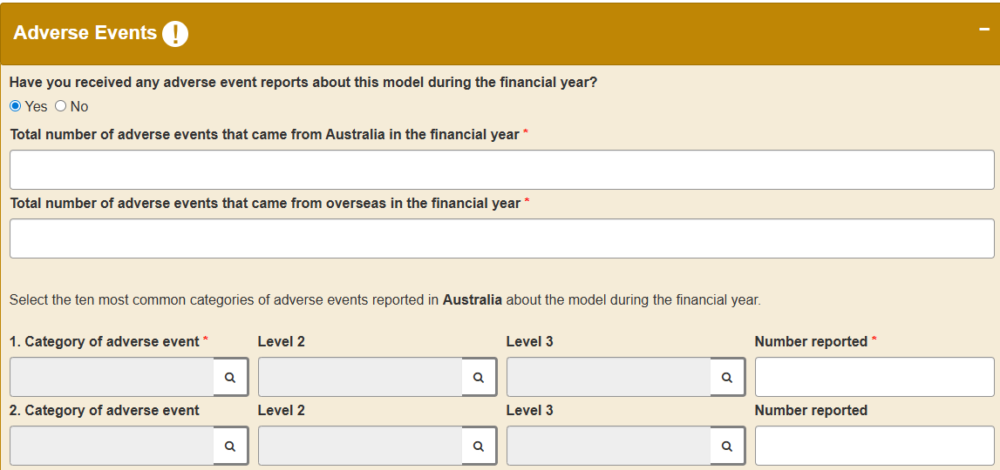 Adverse Events !
Have you received any adverse event reports about this model during the financial year?
Yes No
Total number of adverse events that came from Australia in the financial year *
Total number of adverse events that came from overseas in the financial year *
Select the ten most common categories of adverse events reported in Australia about the model during the financial year.
1. Category of adverse event * Level 2 Level 3 Number reported *
2. Category of adverse event Level 2 Level 3 Number reported